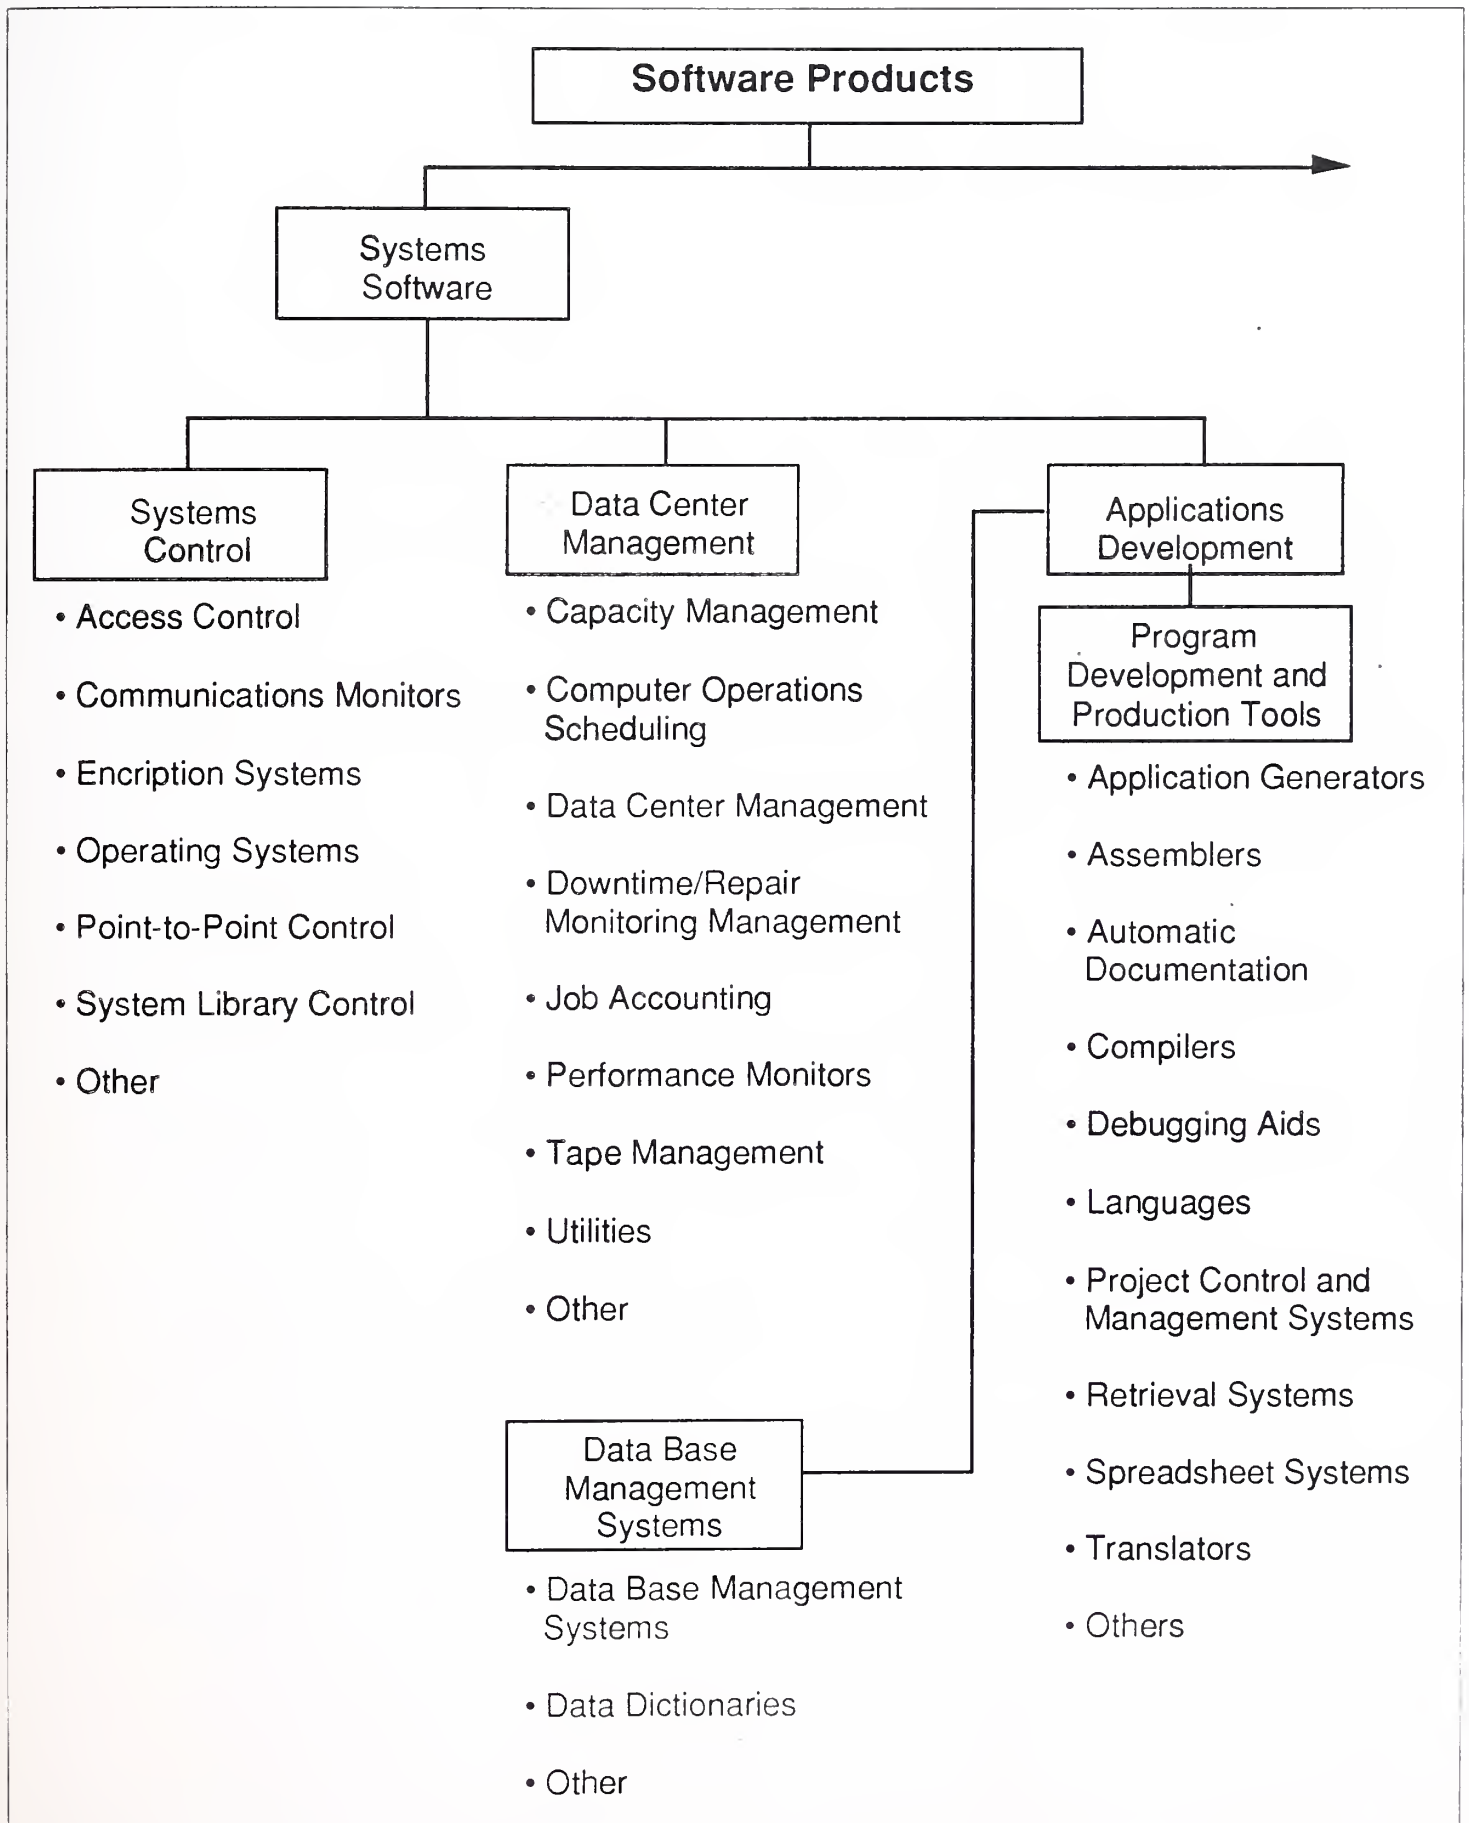 Software Products
Systems
Software
Systems
Control
• Access Control
• Communications Monitors
• Encription Systems
• Operating Systems
• Point-to-Point Control
• System Library Control
• Other
Data Center
Management
• Capacity Management
• Computer Operations
Scheduling
• Data Center Management
• Downtime/Repair
Monitoring Management
• Job Accounting
• Performance Monitors
• Tape Management
• Utilities
• Other
Data Base
Management
Systems
• Data Base Management
Systems
• Data Dictionaries
• Other
Applications
Development
Program
Development and
Production Tools
• Application Generators
• Assemblers
• Automatic
Documentation
• Compilers
• Debugging Aids
• Languages
• Project Control and
Management Systems
• Retrieval Systems
• Spreadsheet Systems
• Translators
• Others